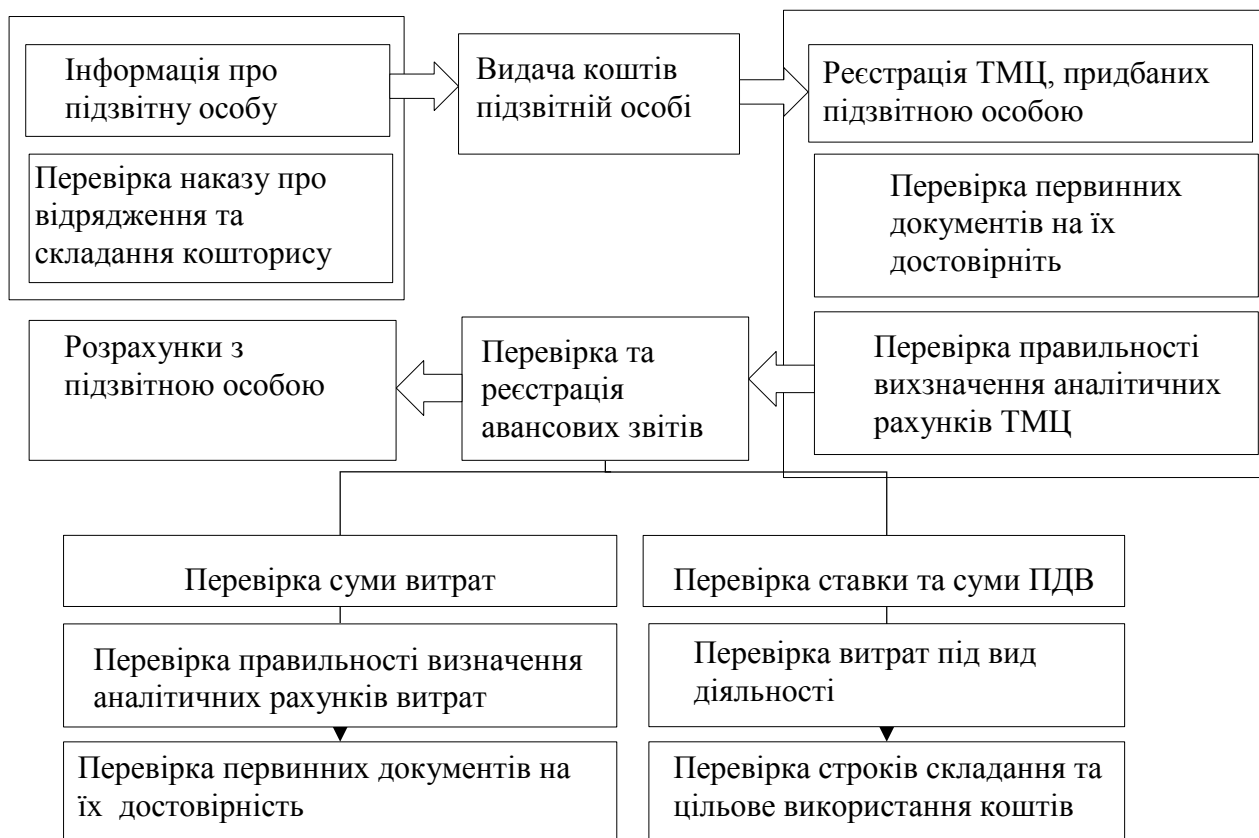 Інформація про
підзвітну особу
Перевірка наказу про
відрядження та
складання кошторису
Видача коштів
підзвітній особі
Реєстрація ТМЦ, придбаних
підзвітною особою
Перевірка первинних
документів на їх
достовірніть
Перевірка правильності
вихзначення аналітичних
рахунків ТМЦ
Перевірка та
реєстрація
авансових звітів
Розрахунки з
підзвітною особою
Перевірка суми витрат
Перевірка правильності визначення
аналітичних рахунків витрат
Перевірка первинних документів на
їх достовірність
Перевірка ставки та суми ПДВ
Перевірка витрат під вид
діяльності
Перевірка строків складання та
цільове використання коштів